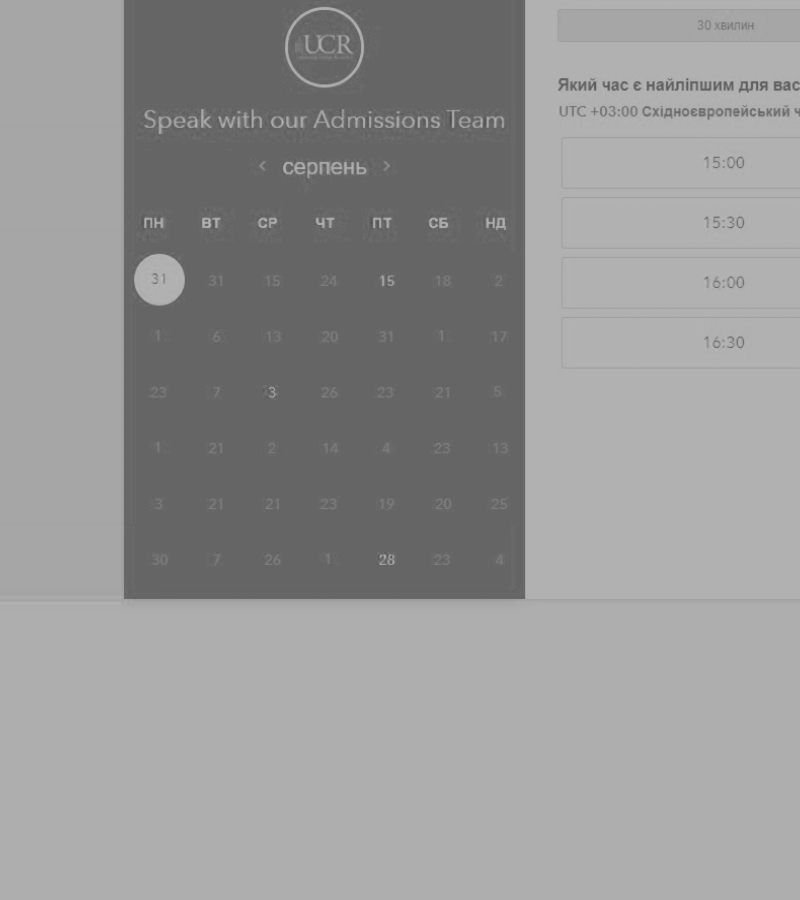 UCR
Speak with our Admissions Team
серпень
ПН ВТ СР ЧТ ПТ СБ НД
31 31 15 24 15 18 2
1 6 13 20 31 1 17
23 7 3 26 23 21 5
1 21 2 14 4 23 13
3 21 21 23 19 20 25
30 7 26 1 28 23 4
30 хвилин
Який час є найліпшим для вас
UTC +03:00 Східноєвропейський ч
15:00
15:30
16:00
16:30